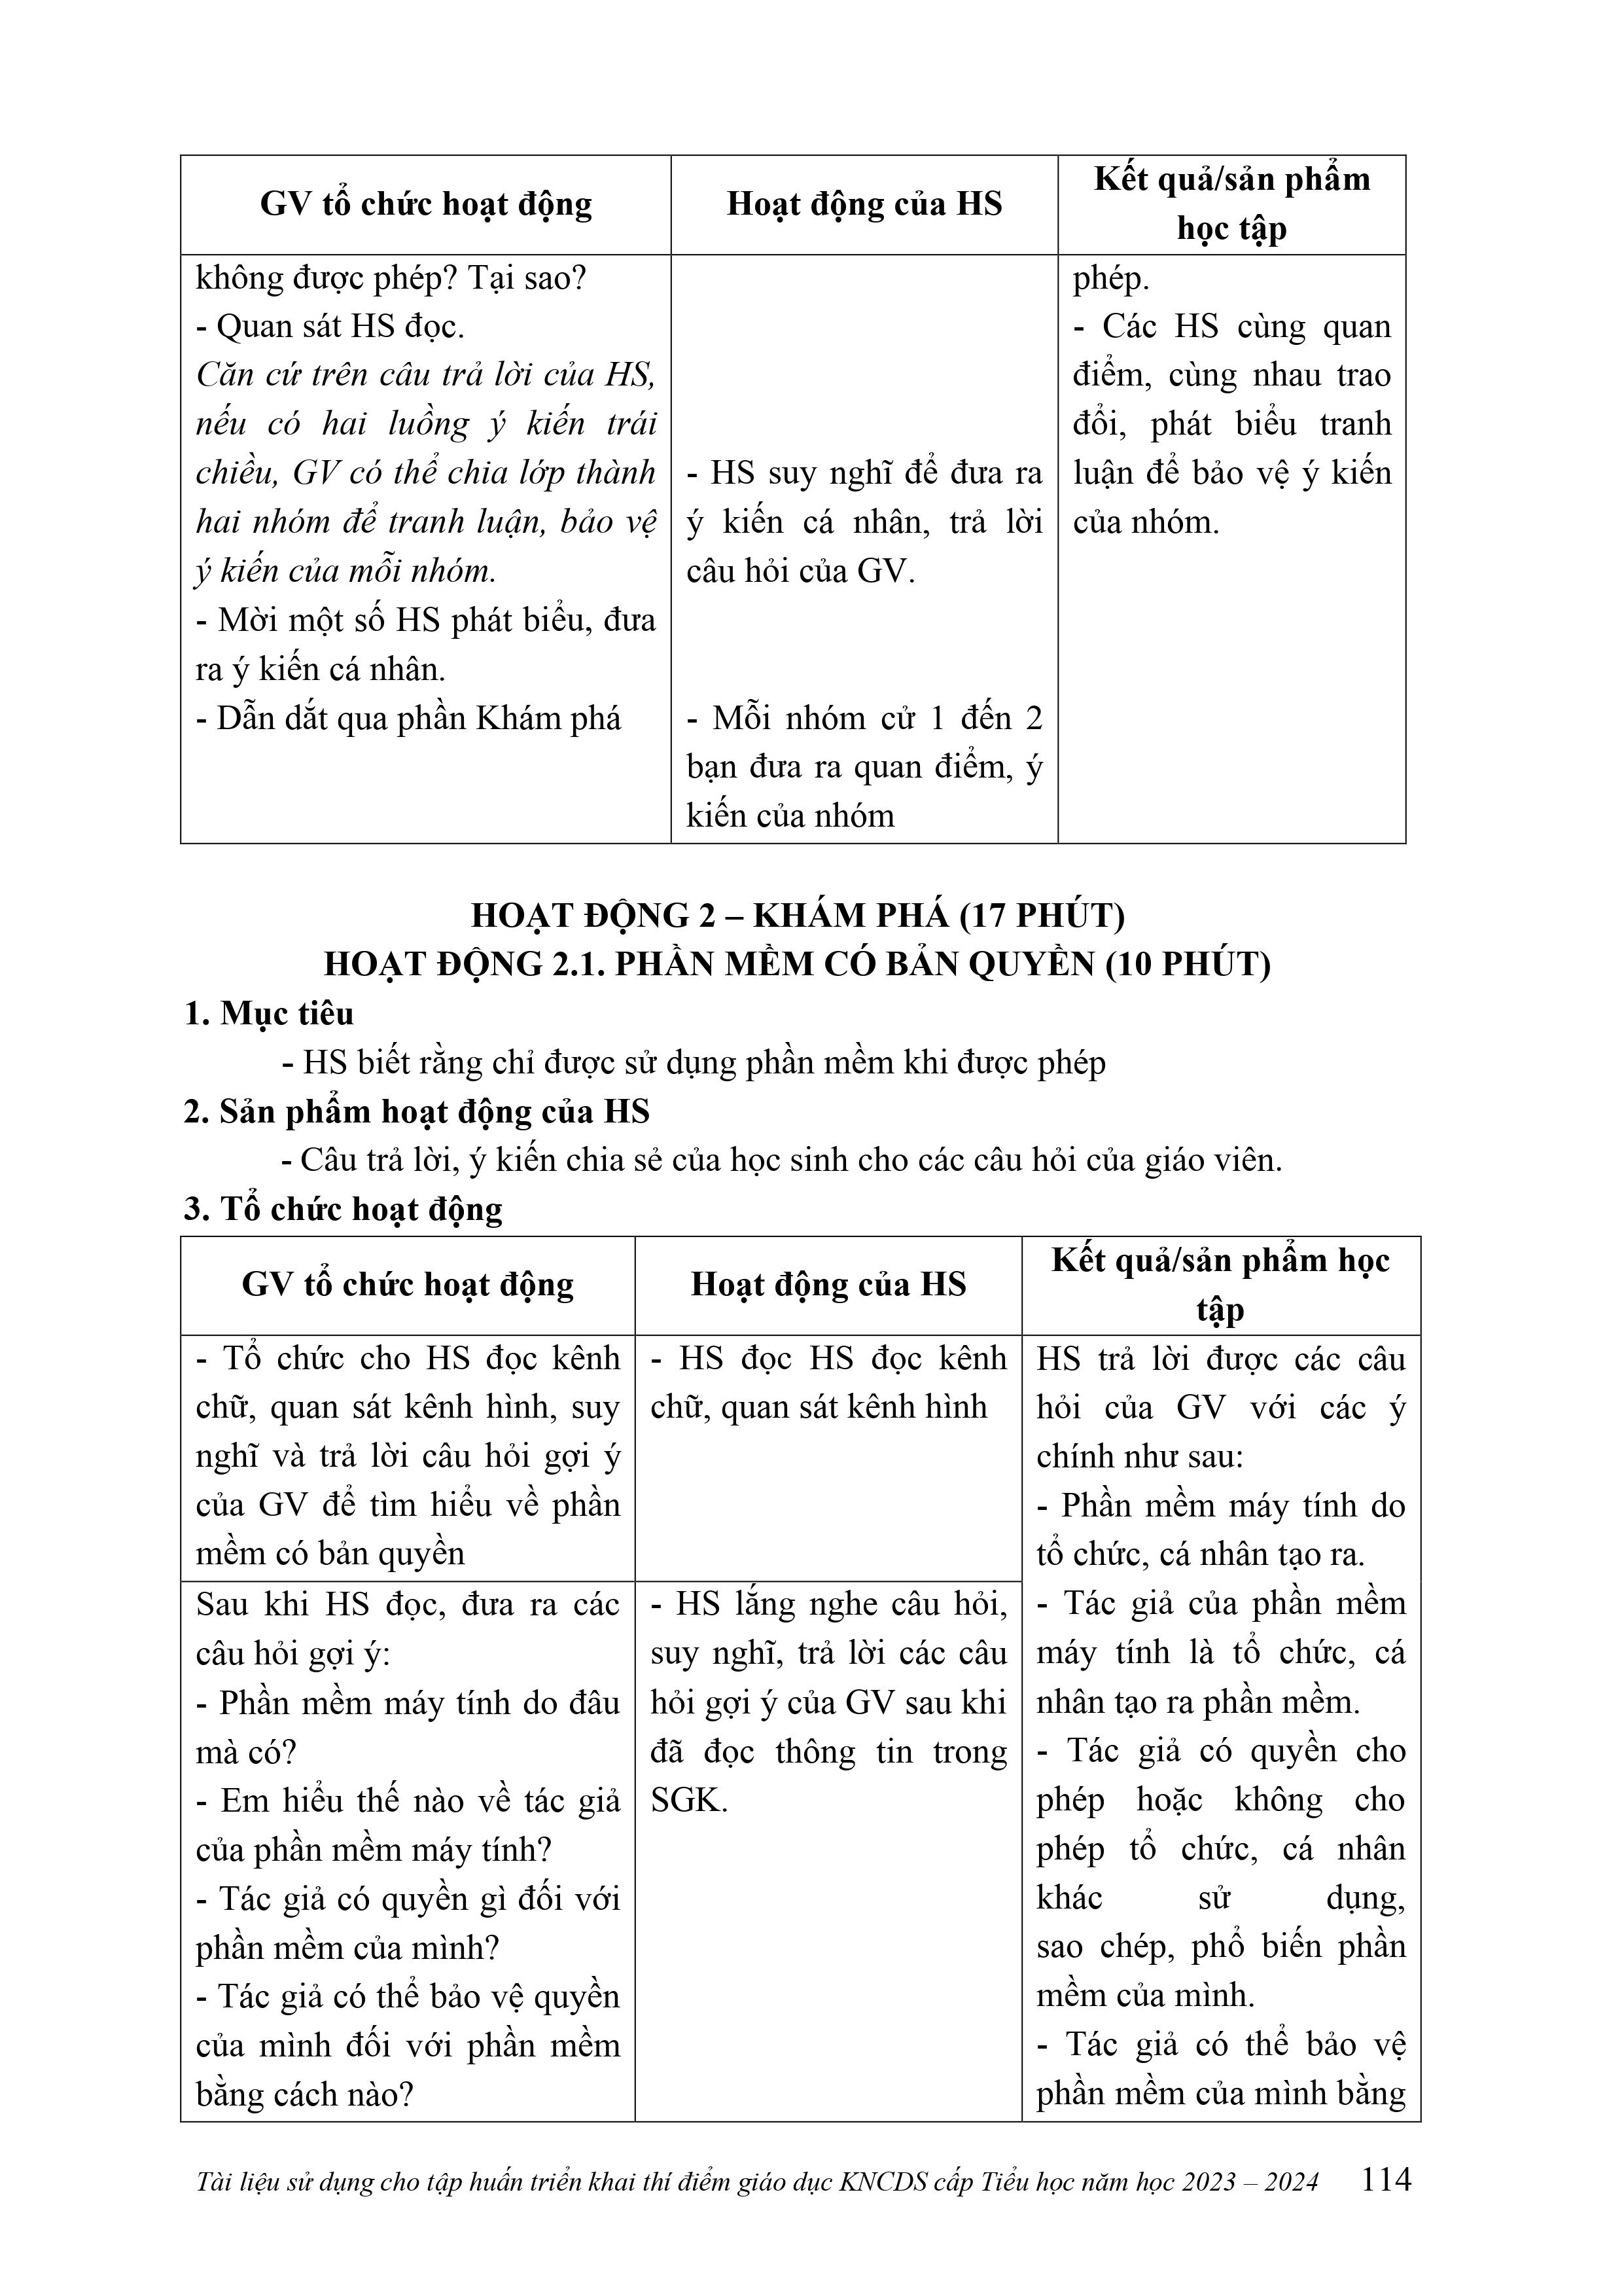 GV tổ chức hoạt động
Hoạt động của HS
Kết quả/sản phẩm
học tập
không được phép? Tại sao?
- Quan sát HS đọc.
Căn cứ trên câu trả lời của HS,
nếu có hai luồng ý kiến trái
chiều, GV có thể chia lớp thành
hai nhóm để tranh luận, bảo vệ
ý kiến của mỗi nhóm.
- Mời một số HS phát biểu, đưa
ra ý kiến cá nhân.
- Dẫn dắt qua phần Khám phá
- HS suy nghĩ để đưa ra
ý kiến cá nhân, trả lời
câu hỏi của GV.
- Mỗi nhóm cử 1 đến 2
bạn đưa ra quan điểm, ý
kiến của nhóm
phép.
- Các HS cùng quan
điểm, cùng nhau trao
đổi, phát biểu tranh
luận để bảo vệ ý kiến
của nhóm.
HOẠT ĐỘNG 2 – KHÁM PHÁ (17 PHÚT)
HOẠT ĐỘNG 2.1. PHẦN MỀM CÓ BẢN QUYỀN (10 PHÚT)
1. Mục tiêu
- HS biết rằng chỉ được sử dụng phần mềm khi được phép
2. Sản phẩm hoạt động của HS
- Câu trả lời, ý kiến chia sẻ của học sinh cho các câu hỏi của giáo viên.
3. Tổ chức hoạt động
GV tổ chức hoạt động
Hoạt động của HS
Kết quả/sản phẩm học
tập
- Tổ chức cho HS đọc kênh
chữ, quan sát kênh hình, suy
nghĩ và trả lời câu hỏi gợi ý
của GV để tìm hiểu về phần
mềm có bản quyền
- HS đọc HS đọc kênh
chữ, quan sát kênh hình
Sau khi HS đọc, đưa ra các
câu hỏi gợi ý:
- Phần mềm máy tính do đâu
mà có?
- Em hiểu thế nào về tác giả
của phần mềm máy tính?
- Tác giả có quyền gì đối với
phần mềm của mình?
- Tác giả có thể bảo vệ quyền
của mình đối với phần mềm
bằng cách nào?
- HS lắng nghe câu hỏi,
suy nghĩ, trả lời các câu
hỏi gợi ý của GV sau khi
đã đọc thông tin trong
SGK.
HS trả lời được các câu
hỏi của GV với các ý
chính như sau:
- Phần mềm máy tính do
tổ chức, cá nhân tạo ra.
- Tác giả của phần mềm
máy tính là tổ chức, cá
nhân tạo ra phần mềm.
- Tác giả có quyền cho
phép hoặc không cho
phép tổ chức, cá nhân
khác sử dụng,
sao chép, phổ biến phần
mềm của mình.
- Tác giả có thể bảo vệ
phần mềm của mình bằng
Tài liệu sử dụng cho tập huấn triển khai thí điểm giáo dục KNCDS cấp Tiểu học năm học 2023 – 2024 114